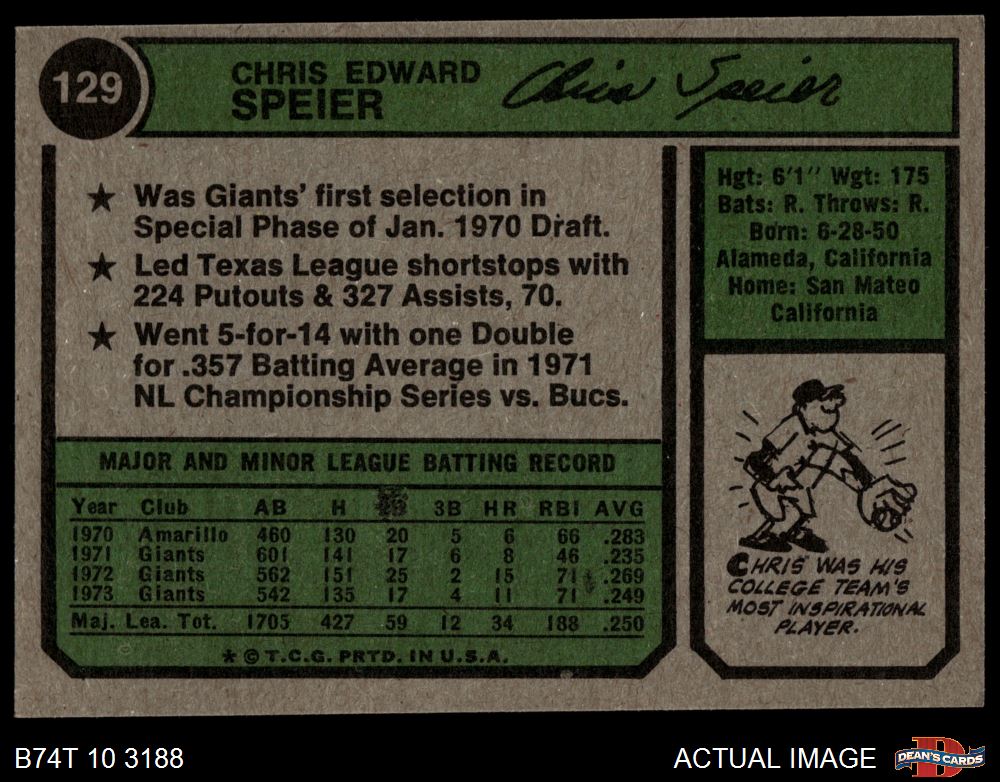 129
CHRIS EDWARD
SPEIER
Chris Speier
★ Was Giants' first selection in
Special Phase of Jan. 1970 Draft.
★ Led Texas League shortstops with
224 Putouts & 327 Assists, 70.
★ Went 5-for-14 with one Double
for .357 Batting Average in 1971
NL Championship Series vs. Bucs.
Hgt: 6'1" Wgt: 175
Bats: R. Throws: R.
Born: 6-28-50
Alameda, California
Home: San Mateo
California
MAJOR AND MINOR LEAGUE BATTING RECORD
Year Club AB H 2B 3B HR RBI AVG
1970 Amarillo 460 130 20 5 6 66 .283
1971 Giants 601 141 17 6 8 46 .235
1972 Giants 562 151 25 2 15 71 .269
1973 Giants 542 135 17 4 11 71 .249
Maj. Lea. Tot. 1705 427 59 12 34 188 .250
* © T.C.G. PRTD. IN U.S.A.
CHRIS WAS HIS
COLLEGE TEAM'S
MOST INSPIRATIONAL
PLAYER.
B74T 10 3188
ACTUAL IMAGE
D
DEAN'S CARDS